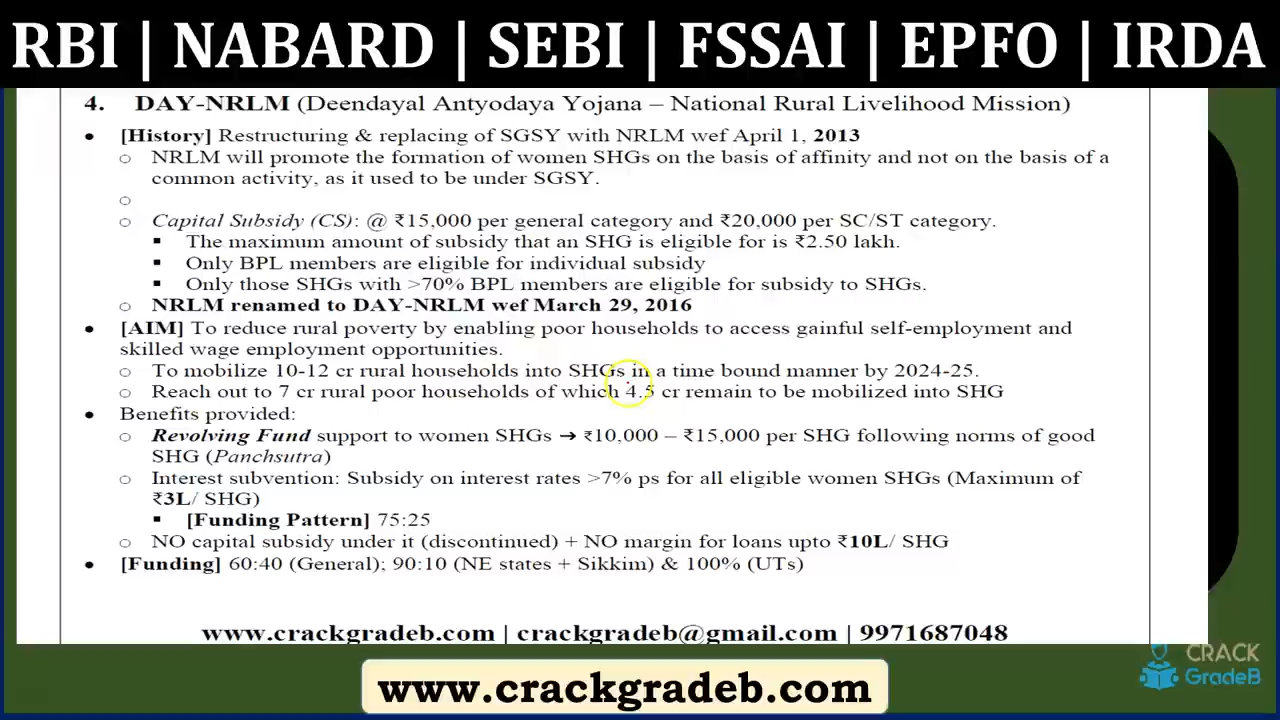 RBI | NABARD | SEBI | FSSAI | EPFO | IRDA
4. DAY-NRLM (Deendayal Antyodaya Yojana – National Rural Livelihood Mission)
• [History] Restructuring & replacing of SGSY with NRLM wef April 1, 2013
○ NRLM will promote the formation of women SHGs on the basis of affinity and not on the basis of a
common activity, as it used to be under SGSY.
○
○ Capital Subsidy (CS): @ ₹15,000 per general category and ₹20,000 per SC/ST category.
▪ The maximum amount of subsidy that an SHG is eligible for is ₹2.50 lakh.
▪ Only BPL members are eligible for individual subsidy
▪ Only those SHGs with >70% BPL members are eligible for subsidy to SHGs.
○ NRLM renamed to DAY-NRLM wef March 29, 2016
• [AIM] To reduce rural poverty by enabling poor households to access gainful self-employment and
skilled wage employment opportunities.
○ To mobilize 10-12 cr rural households into SHGs in a time bound manner by 2024-25.
○ Reach out to 7 cr rural poor households of which 4.5 cr remain to be mobilized into SHG
• Benefits provided:
○ Revolving Fund support to women SHGs → ₹10,000 – ₹15,000 per SHG following norms of good
SHG (Panchsutra)
○ Interest subvention: Subsidy on interest rates >7% ps for all eligible women SHGs (Maximum of
₹3L/ SHG)
▪ [Funding Pattern] 75:25
○ NO capital subsidy under it (discontinued) + NO margin for loans upto ₹10L/ SHG
• [Funding] 60:40 (General); 90:10 (NE states + Sikkim) & 100% (UTs)
www.crackgradeb.com | crackgradeb@gmail.com | 9971687048
CRACK
GradeB
www.crackgradeb.com